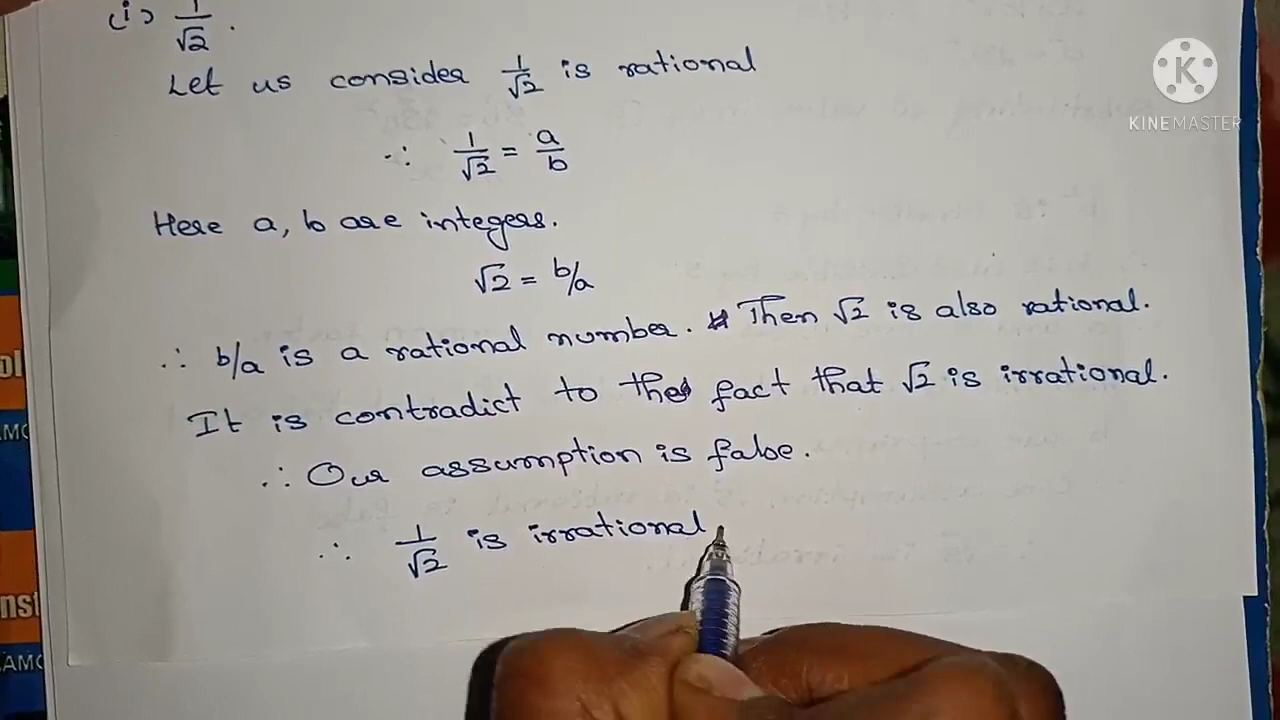 (i) 1/√2.
Let us consider 1/√2 is rational
∴ 1/√2 = a/b
Here a, b are integers.
√2 = b/a
∴ b/a is a rational number. Then √2 is also rational.
It is contradict to the fact that √2 is irrational.
∴ Our assumption is false.
∴ 1/√2 is irrational
K
KINEMASTER